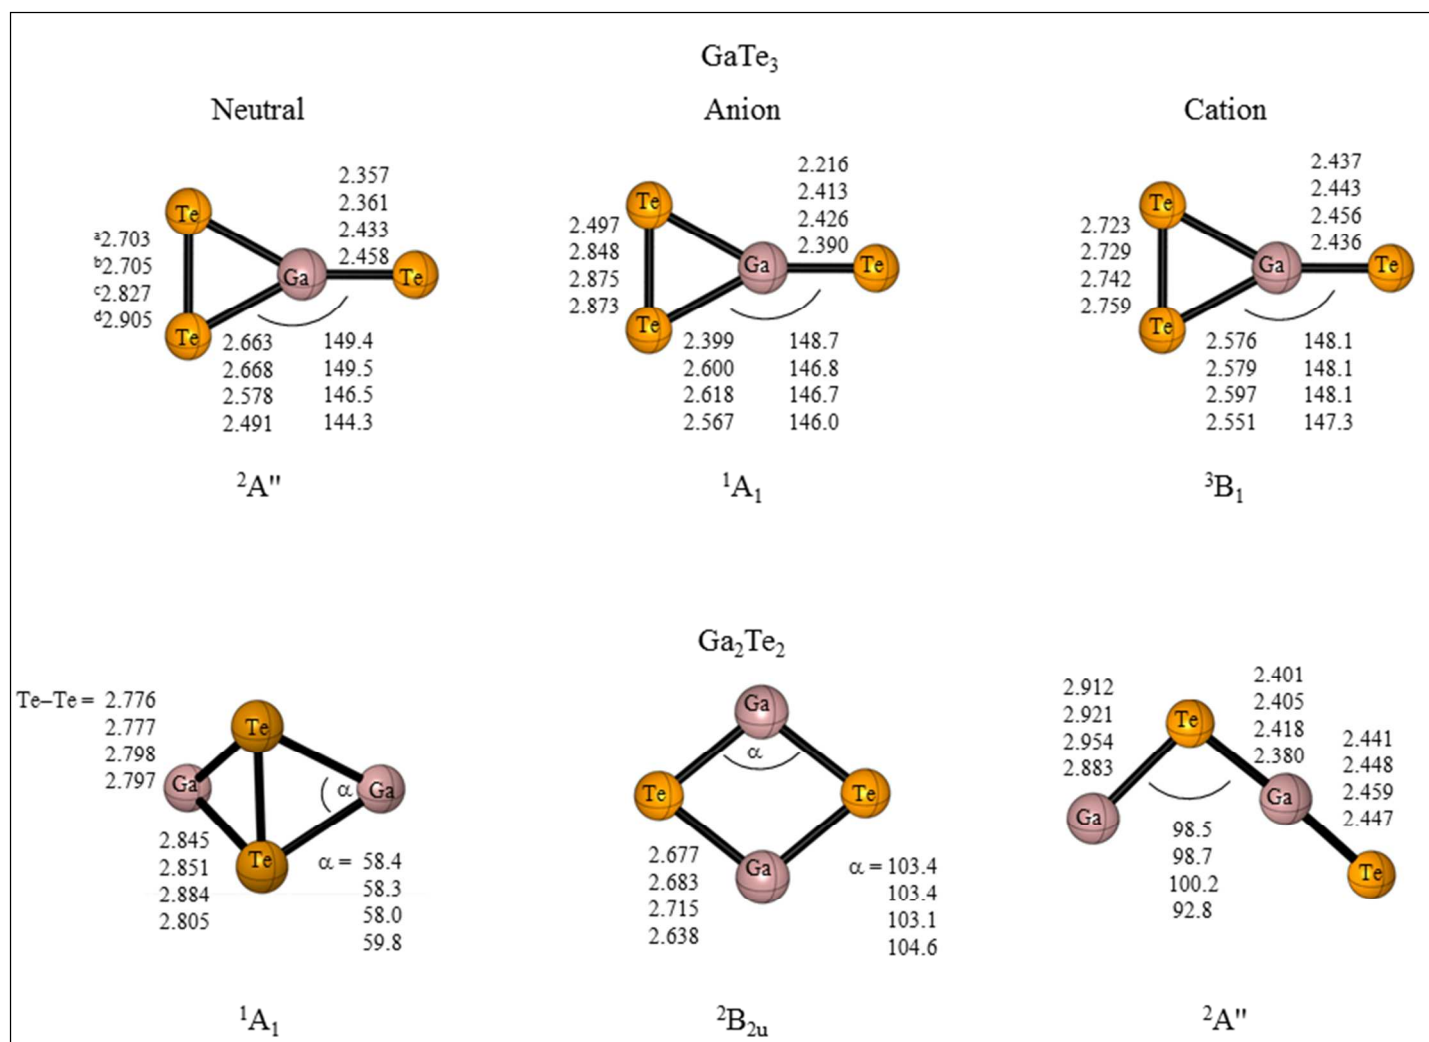 GaTe₃
Neutral Anion Cation
Te
Te
Ga
Te
ᵃ2.703
ᵇ2.705
ᶜ2.827
ᵈ2.905
2.357
2.361
2.433
2.458
2.663 149.4
2.668 149.5
2.578 146.5
2.491 144.3
²A"
Te
Te
Ga
Te
2.497
2.848
2.875
2.873
2.216
2.413
2.426
2.390
2.399 148.7
2.600 146.8
2.618 146.7
2.567 146.0
¹A₁
Te
Te
Ga
Te
2.723
2.729
2.742
2.759
2.437
2.443
2.456
2.436
2.576 148.1
2.579 148.1
2.597 148.1
2.551 147.3
³B₁
Ga₂Te₂
Te–Te = 2.776
2.777
2.798
2.797
Te
Ga
α
Ga
Te
2.845
2.851
2.884
2.805
α = 58.4
58.3
58.0
59.8
¹A₁
Ga
α
Te
Te
Ga
2.677
2.683
2.715
2.638
α = 103.4
103.4
103.1
104.6
²B₂ᵤ
2.912
2.921
2.954
2.883
2.401
2.405
2.418
2.380
2.441
2.448
2.459
2.447
Te
Ga
Ga
Te
98.5
98.7
100.2
92.8
²A"